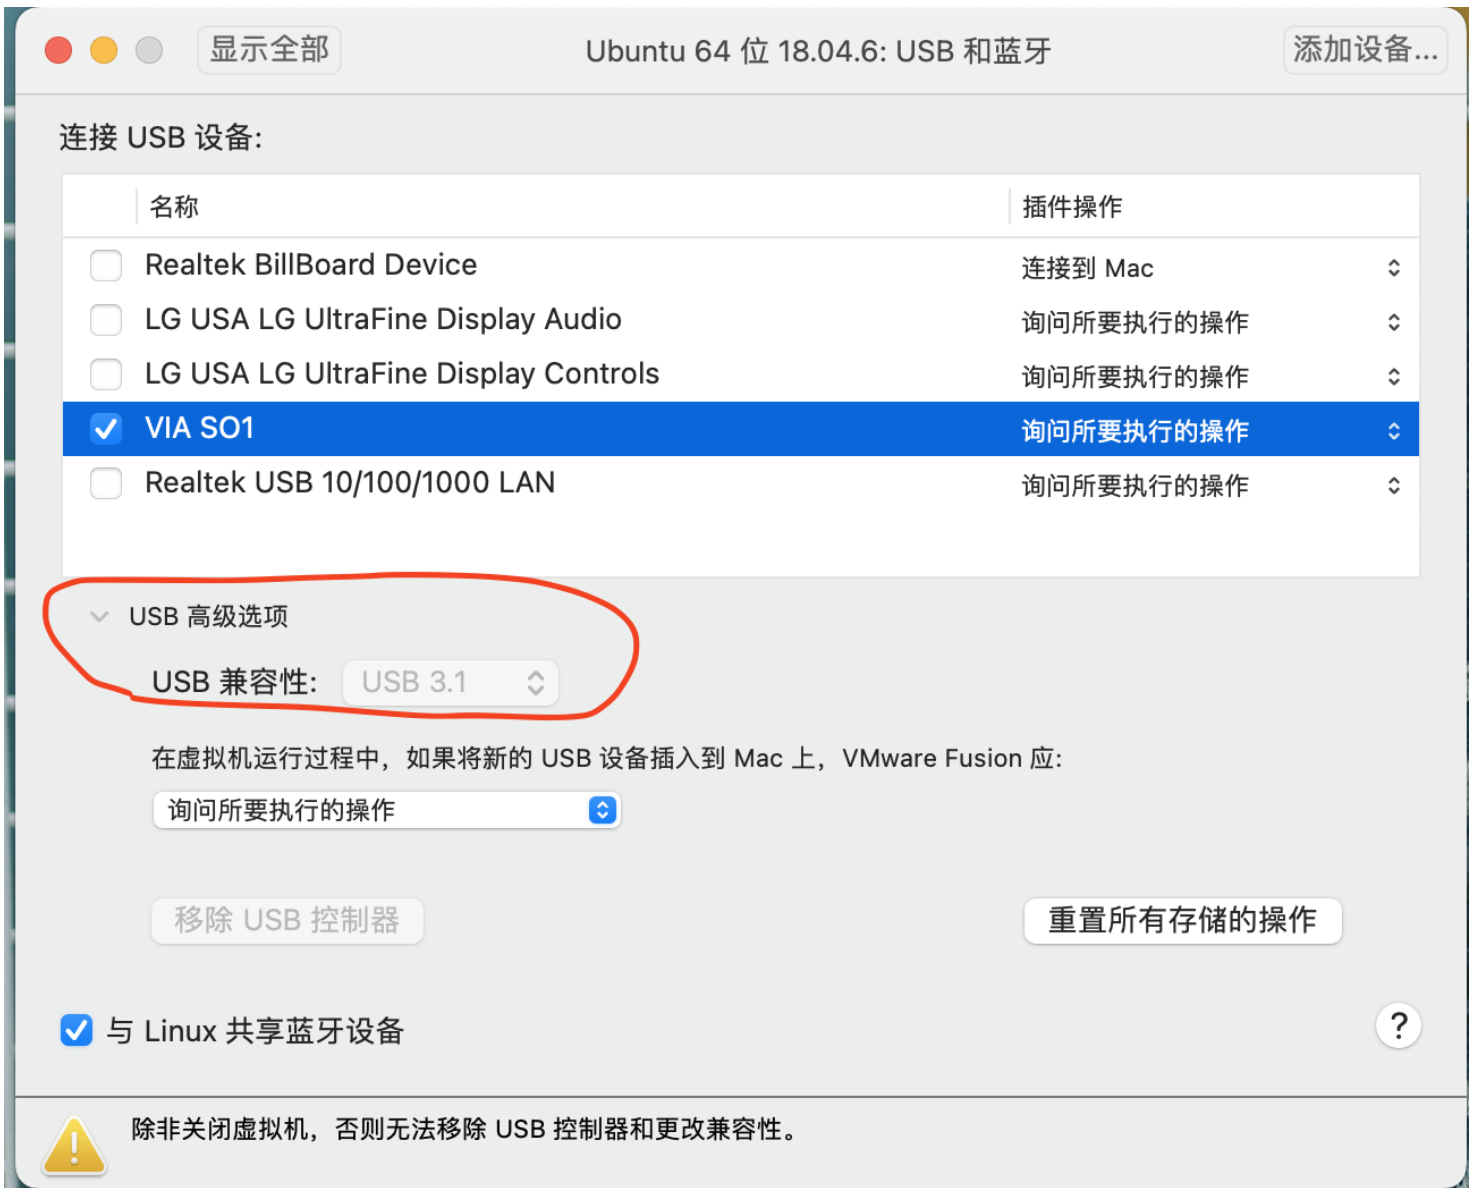 显示全部
Ubuntu 64 位 18.04.6: USB 和蓝牙
添加设备...
连接 USB 设备:
名称
插件操作
Realtek BillBoard Device
连接到 Mac
LG USA LG UltraFine Display Audio
询问所要执行的操作
LG USA LG UltraFine Display Controls
询问所要执行的操作
VIA SO1
询问所要执行的操作
Realtek USB 10/100/1000 LAN
询问所要执行的操作
USB 高级选项
USB 兼容性:
USB 3.1
在虚拟机运行过程中，如果将新的 USB 设备插入到 Mac 上，VMware Fusion 应:
询问所要执行的操作
移除 USB 控制器
重置所有存储的操作
与 Linux 共享蓝牙设备
?
除非关闭虚拟机，否则无法移除 USB 控制器和更改兼容性。